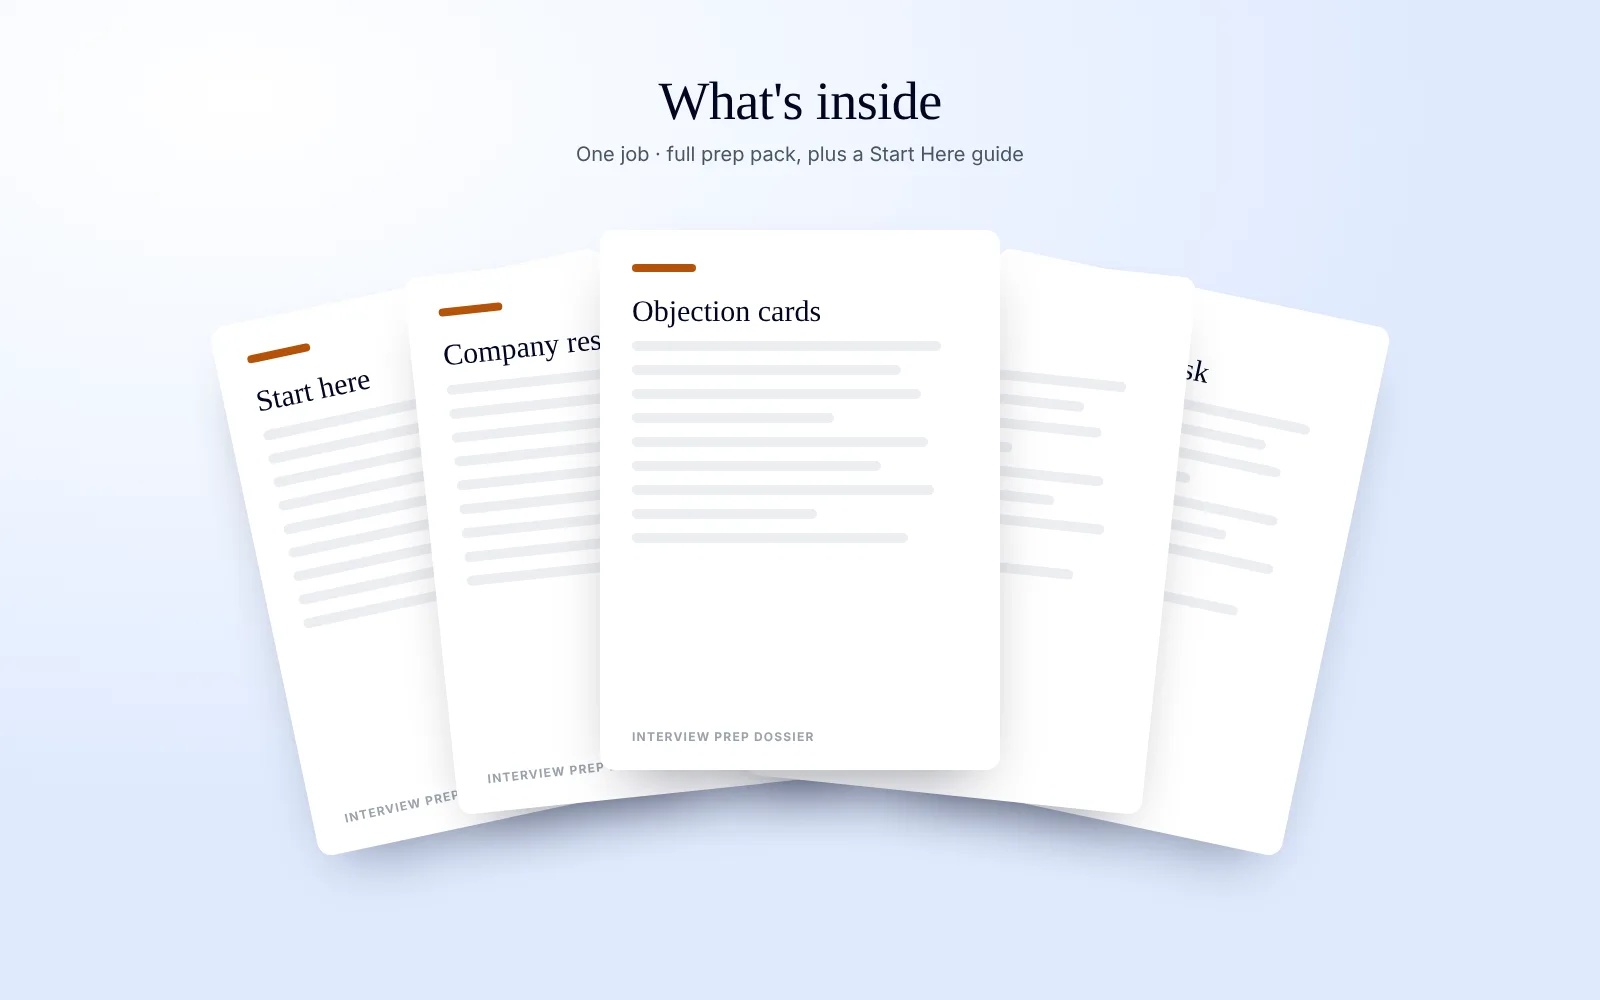 What's inside
One job · full prep pack, plus a Start Here guide
Start here
Company res
Objection cards
sk
INTERVIEW PREP
INTERVIEW PREP
INTERVIEW PREP DOSSIER